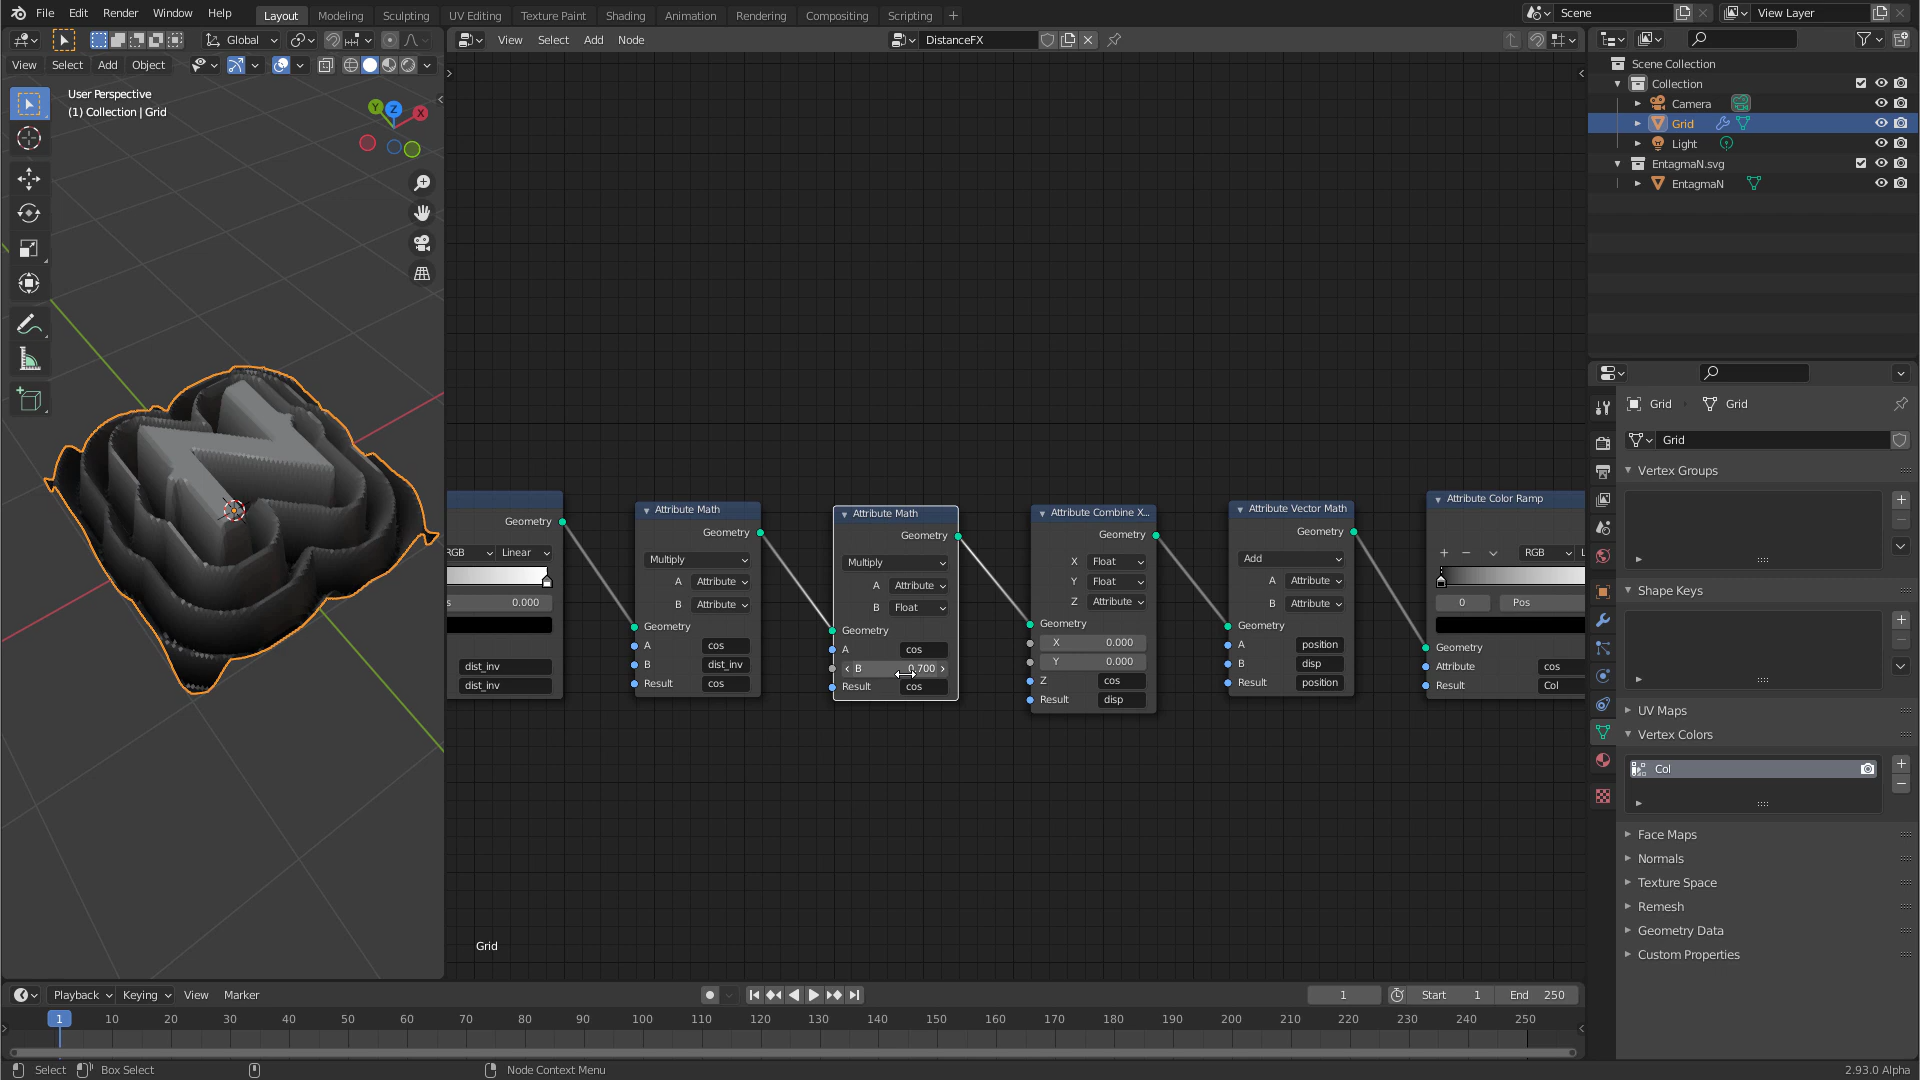 File Edit Render Window Help Layout Modeling Sculpting UV Editing Texture Paint Shading Animation Rendering Compositing Scripting + Scene View Layer
Global View Select Add Node DistanceFX
View Select Add Object
User Perspective
(1) Collection | Grid
Y Z X
Scene Collection
Collection
Camera
Grid
Light
EntagmaN.svg
EntagmaN
Geometry
RGB Linear
0.000
dist_inv
dist_inv
Attribute Math
Geometry
Multiply
A Attribute
B Attribute
Geometry
A cos
B dist_inv
Result cos
Attribute Math
Geometry
Multiply
A Attribute
B Float
Geometry
A cos
B 0.700
Result cos
Attribute Combine X...
Geometry
X Float
Y Float
Z Attribute
Geometry
X 0.000
Y 0.000
Z cos
Result disp
Attribute Vector Math
Geometry
Add
A Attribute
B Attribute
Geometry
A position
B disp
Result position
Attribute Color Ramp
RGB
0 Pos
Geometry
Attribute cos
Result Col
Grid
Grid Grid
Grid
Vertex Groups
Shape Keys
UV Maps
Vertex Colors
Col
Face Maps
Normals
Texture Space
Remesh
Geometry Data
Custom Properties
Playback Keying View Marker 1 Start 1 End 250
1 10 20 30 40 50 60 70 80 90 100 110 120 130 140 150 160 170 180 190 200 210 220 230 240 250
Select Box Select Node Context Menu 2.93.0 Alpha